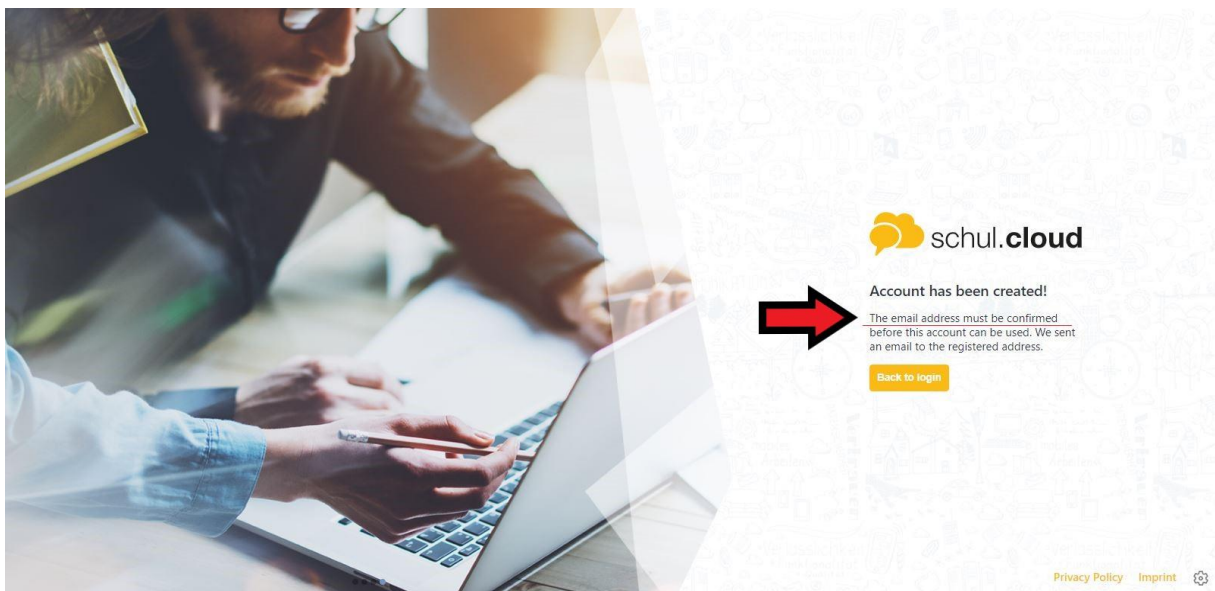 schul.cloud
Account has been created!
The email address must be confirmed
before this account can be used. We sent
an email to the registered address.
Back to login
Privacy Policy Imprint